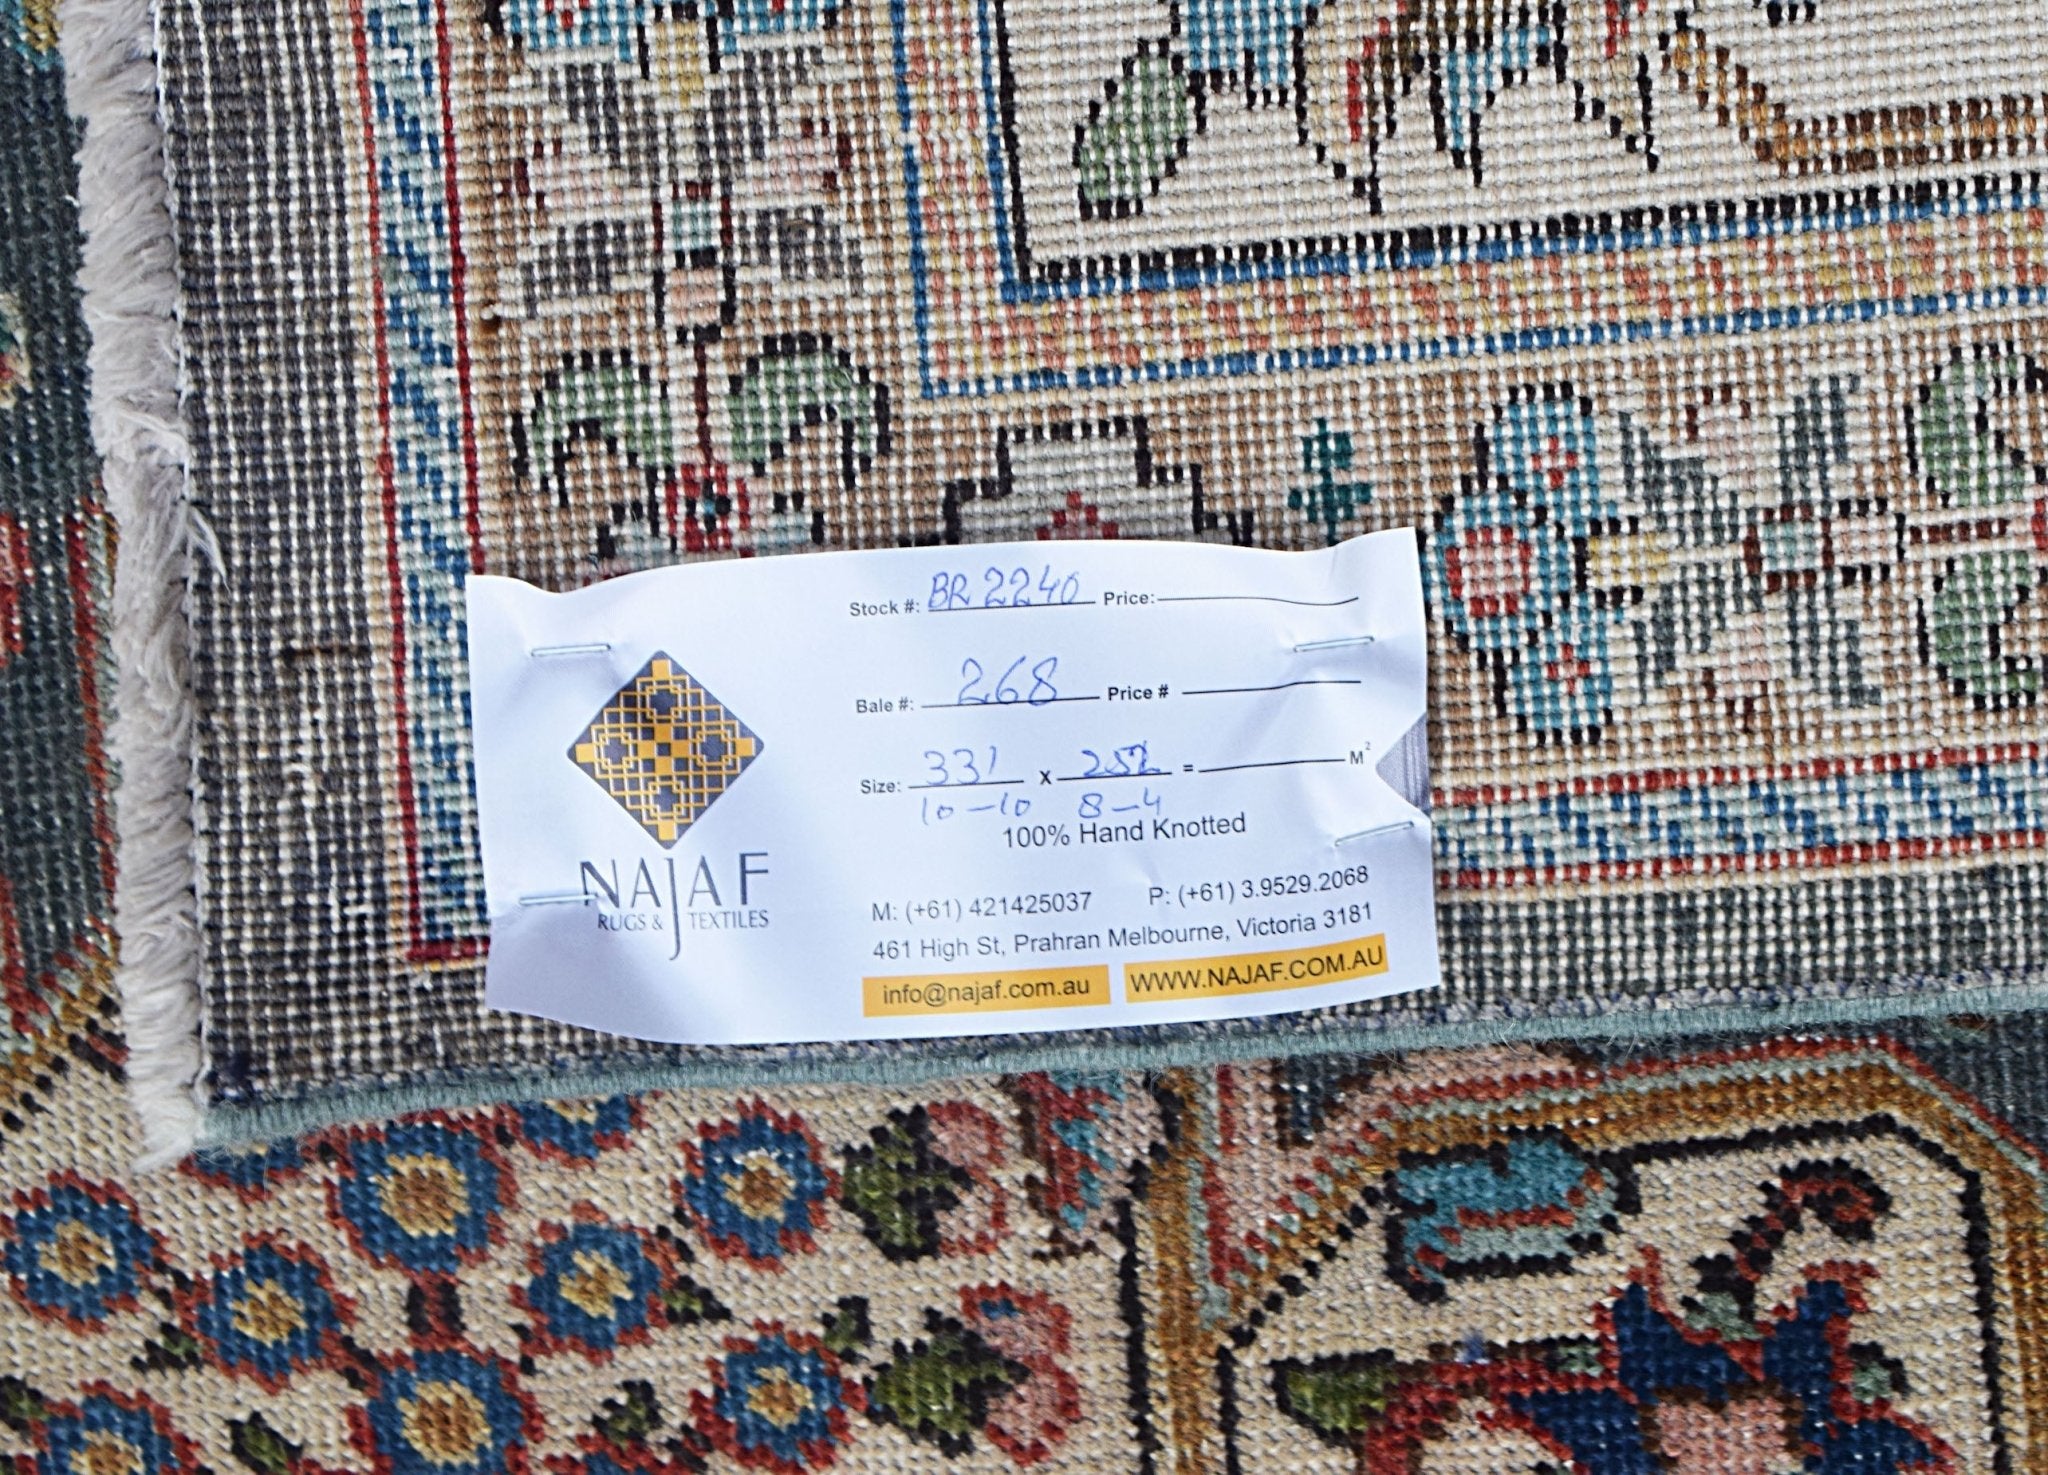 NAJAF
RUGS & TEXTILES
Stock #: BR 2240 Price:
Bale #: 268 Price #
Size: 331 x 252 = M²
10-10 8-4
100% Hand Knotted
M: (+61) 421425037 P: (+61) 3.9529.2068
461 High St, Prahran Melbourne, Victoria 3181
info@najaf.com.au WWW.NAJAF.COM.AU